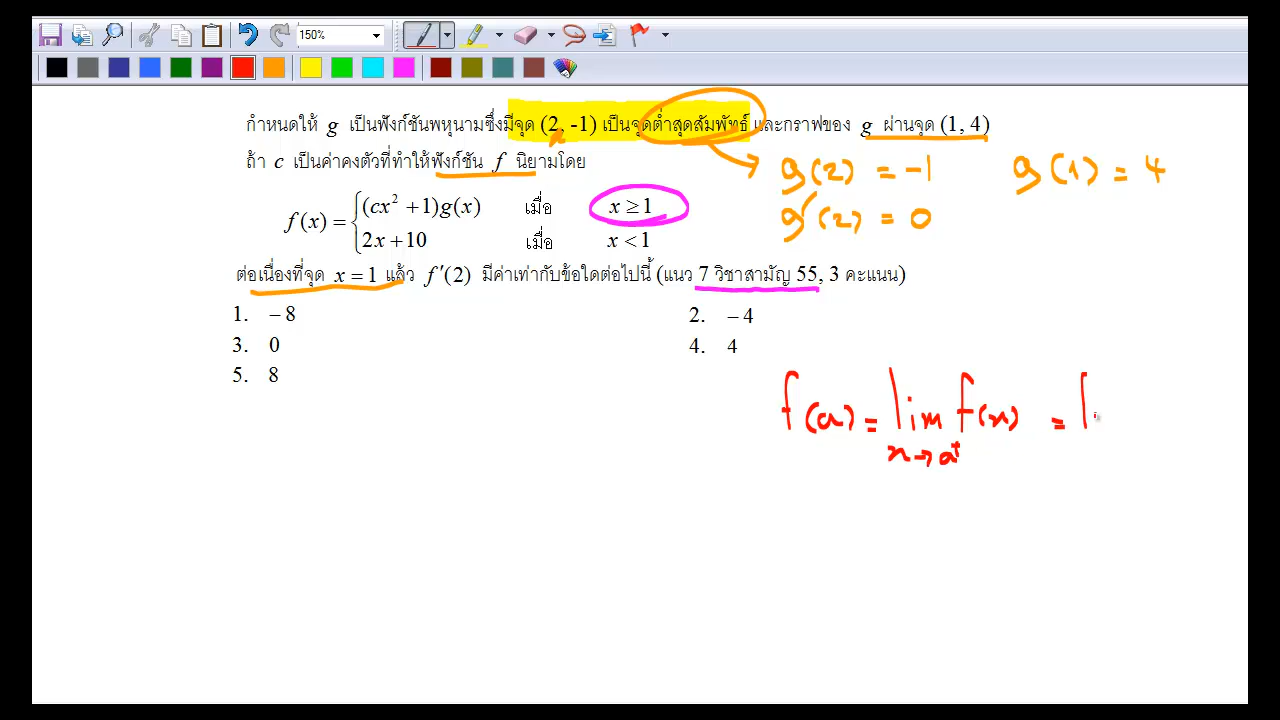 150%
กำหนดให้ g เป็นฟังก์ชันพหุนามซึ่งมีจุด (2, -1) เป็นจุดต่ำสุดสัมพัทธ์ และกราฟของ g ผ่านจุด (1, 4)
ถ้า c เป็นค่าคงตัวที่ทำให้ฟังก์ชัน f นิยามโดย
g(2) = -1 g(1) = 4
g'(2) = 0
f(x) = { (cx² + 1)g(x) เมื่อ x ≥ 1
2x + 10 เมื่อ x < 1
ต่อเนื่องที่จุด x = 1 แล้ว f′(2) มีค่าเท่ากับข้อใดต่อไปนี้ (แนว 7 วิชาสามัญ 55, 3 คะแนน)
1. – 8 2. – 4
3. 0 4. 4
5. 8
f(a) = lim f(x) = l
x→a⁺